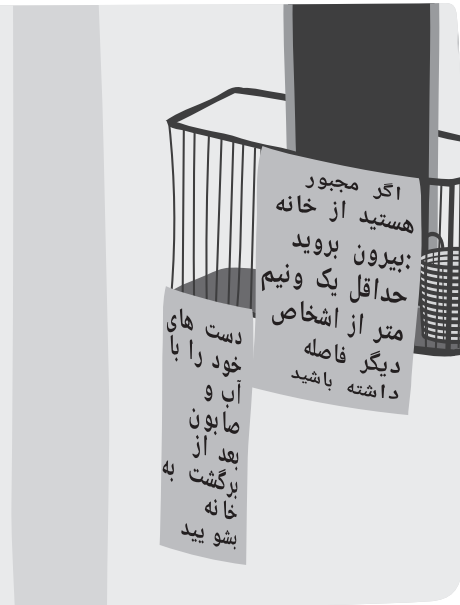 اگر مجبور
هستید از خانه
بیرون بروید:
حداقل یک ونیم
متر از اشخاص
دیگر فاصله
داشته باشید
دست های
خود را با
آب و
صابون
بعد از
برگشت به
خانه
بشو یید